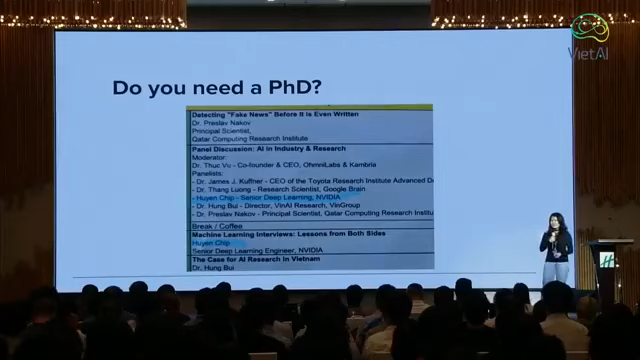 VietAI
Do you need a PhD?
Detecting "Fake News" Before It is Even Written
Dr. Preslav Nakov
Principal Scientist,
Qatar Computing Research Institute
Panel Discussion: AI in Industry & Research
Moderator:
Dr. Thuc Vu - Co-founder & CEO, OhmniLabs & Kambria
Panelists:
- Dr. James J. Kuffner - CEO of the Toyota Research Institute Advanced D
- Dr. Thang Luong - Research Scientist, Google Brain
- Huyen Chip - Senior Deep Learning, NVIDIA
- Dr. Hung Bui - Director, VinAI Research, VinGroup
- Dr. Preslav Nakov - Principal Scientist, Qatar Computing Research Institu
Break / Coffee
Machine Learning Interviews: Lessons from Both Sides
Huyen Chip
Senior Deep Learning Engineer, NVIDIA
The Case for AI Research in Vietnam
Dr. Hung Bui